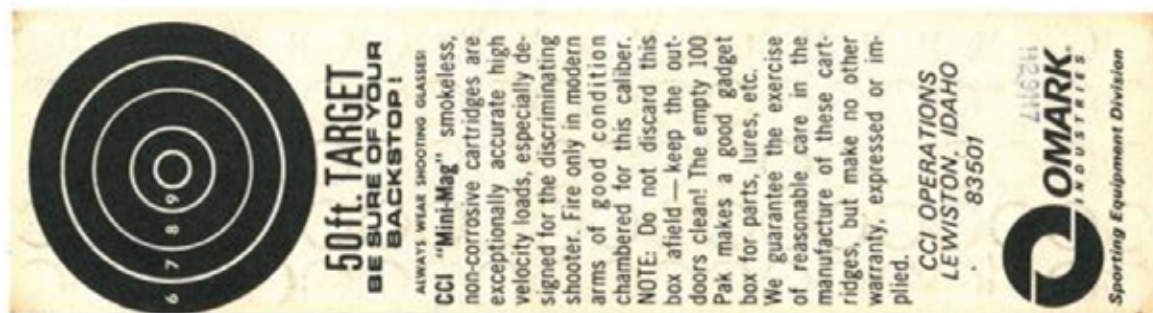 6 7 8 9
50ft. TARGET
BE SURE OF YOUR
BACKSTOP!
ALWAYS WEAR SHOOTING GLASSES!
CCI "Mini-Mag" smokeless,
non-corrosive cartridges are
exceptionally accurate high
velocity loads, especially de-
signed for the discriminating
shooter. Fire only in modern
arms of good condition
chambered for this caliber.
NOTE: Do not discard this
box afield — keep the out-
doors clean! The empty 100
Pak makes a good gadget
box for parts, lures, etc.
We guarantee the exercise
of reasonable care in the
manufacture of these cart-
ridges, but make no other
warranty, expressed or im-
plied.
CCI OPERATIONS
LEWISTON, IDAHO
83501
OMARK
INDUSTRIES
Sporting Equipment Division